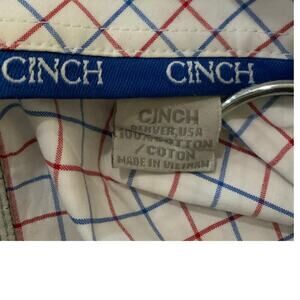 CINCH CINCH
CINCH
DENVER, USA
100% COTTON
/COTON
MADE IN VIETNAM